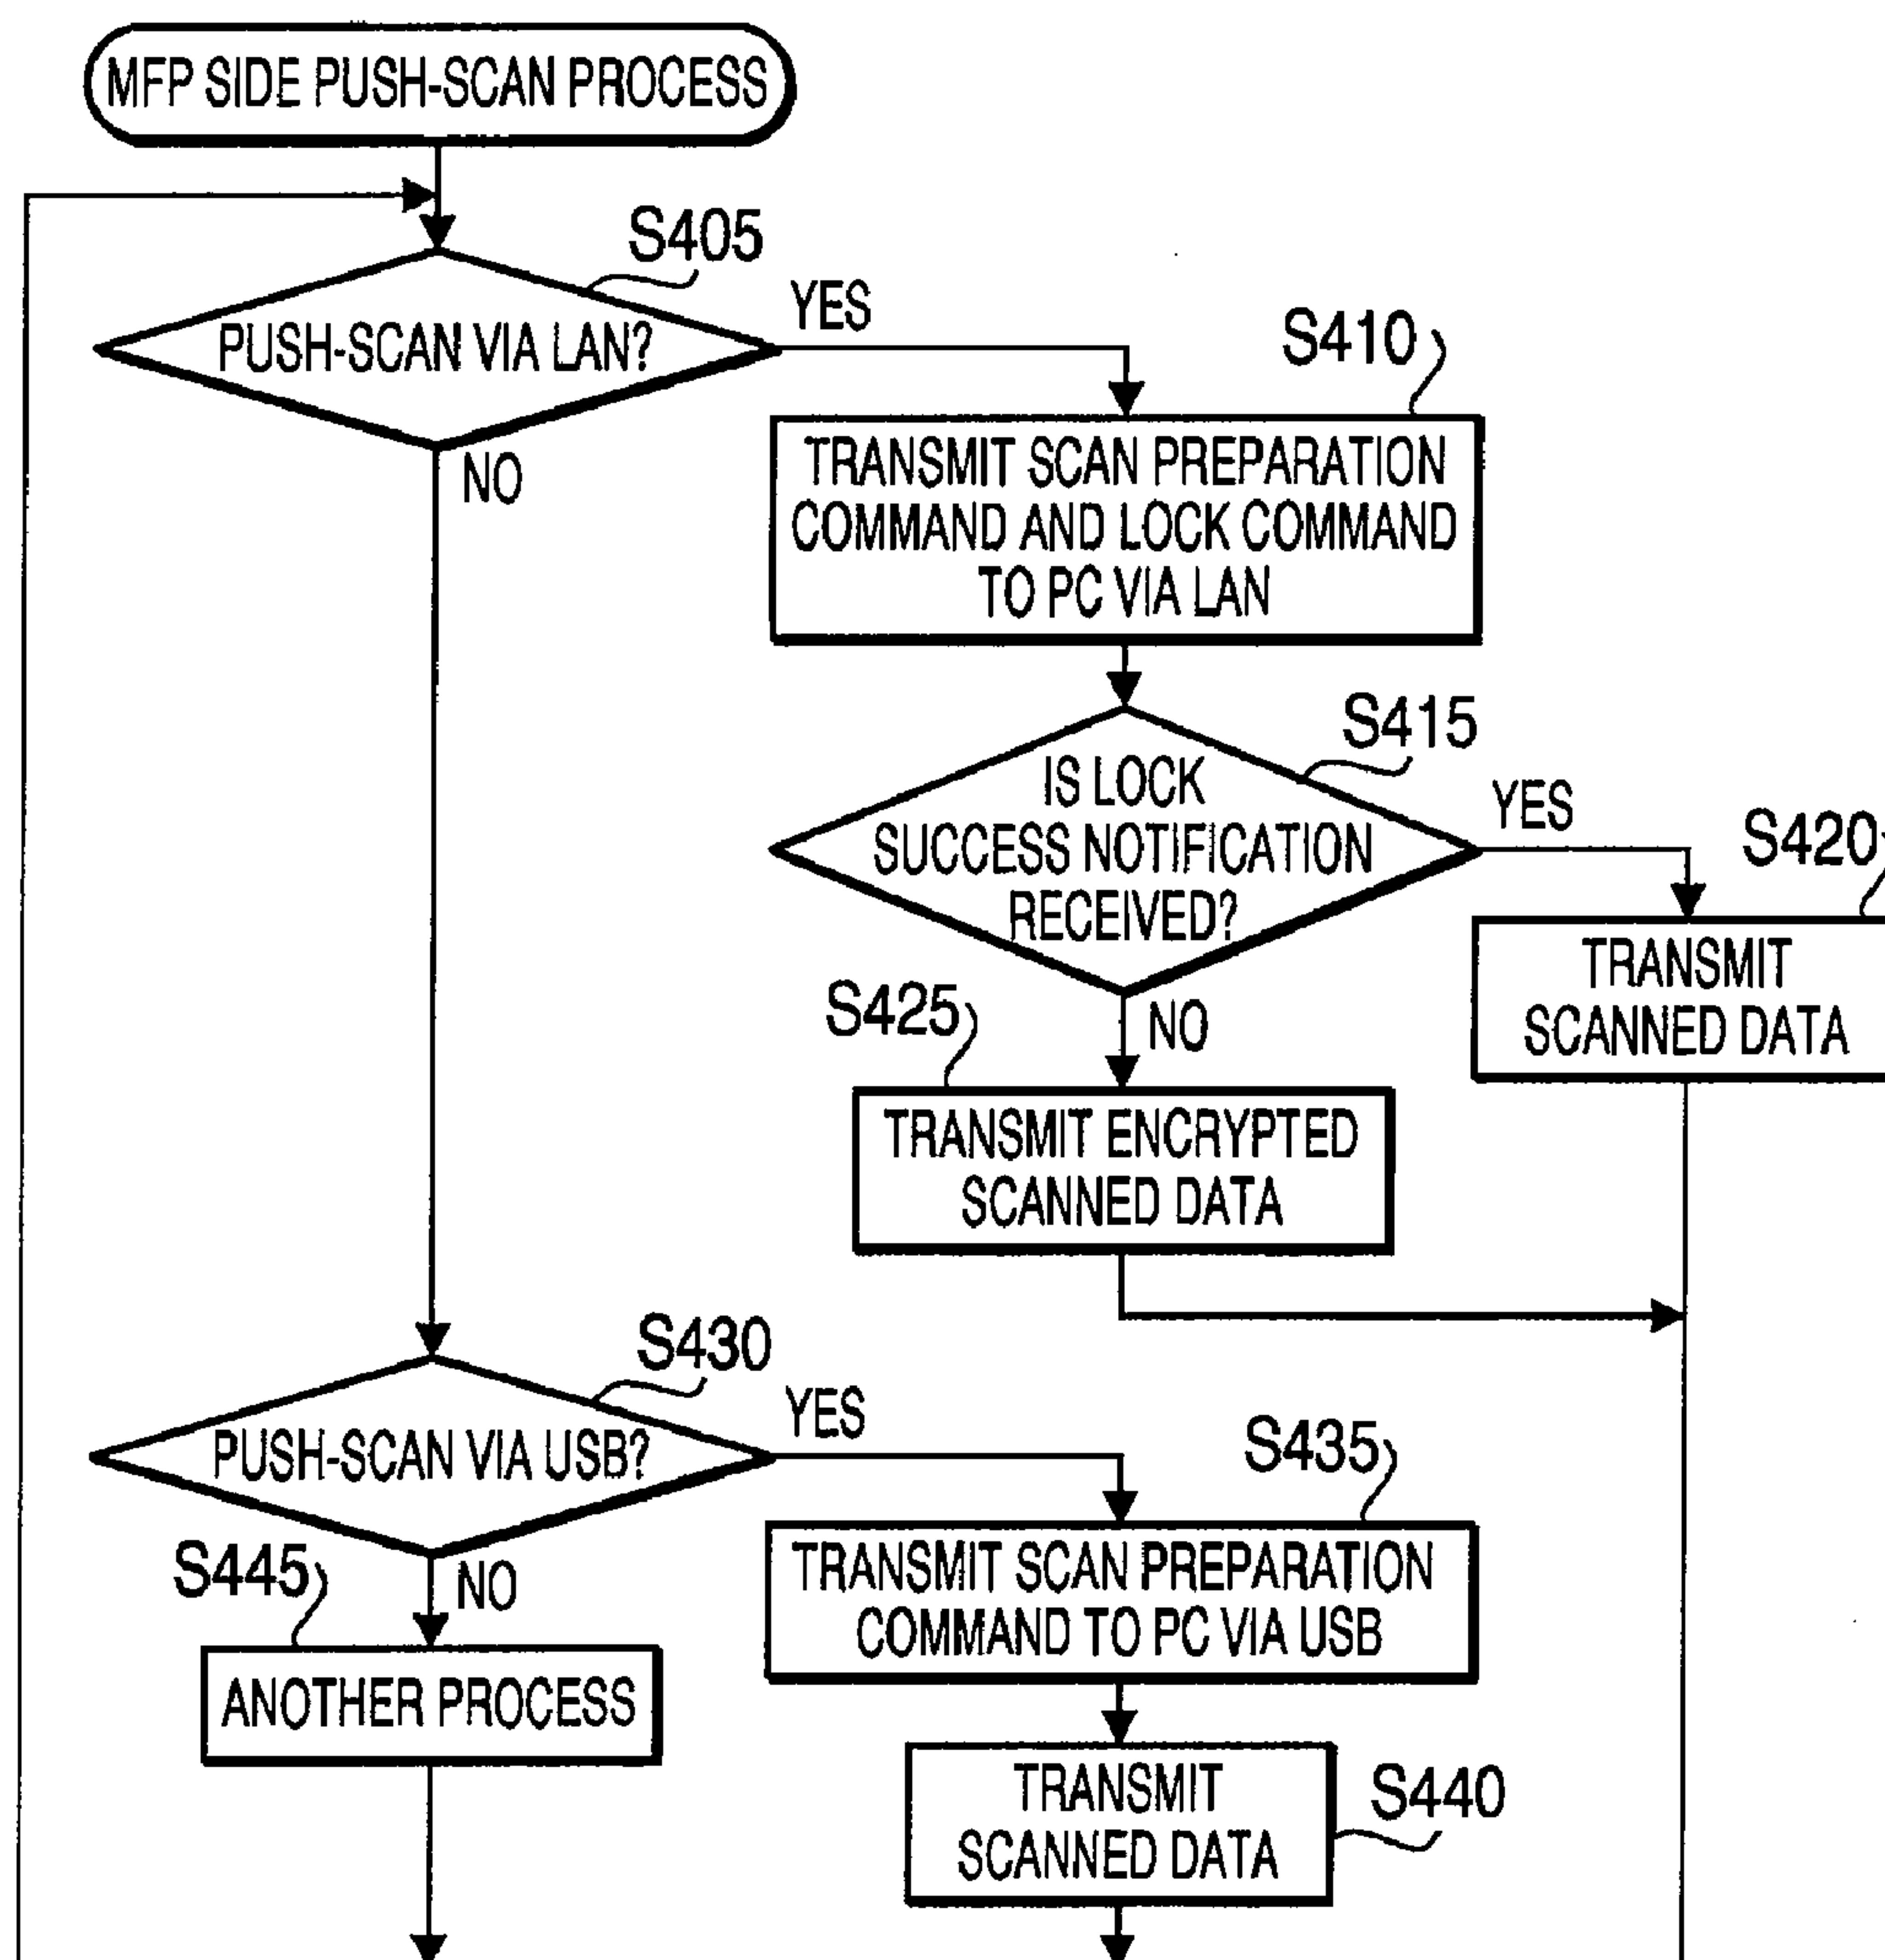 MFP SIDE PUSH-SCAN PROCESS
S405
PUSH-SCAN VIA LAN?
YES
NO
S410
TRANSMIT SCAN PREPARATION
COMMAND AND LOCK COMMAND
TO PC VIA LAN
S415
IS LOCK
SUCCESS NOTIFICATION
RECEIVED?
YES
NO
S420
TRANSMIT
SCANNED DATA
S425
TRANSMIT ENCRYPTED
SCANNED DATA
S430
PUSH-SCAN VIA USB?
YES
NO
S435
TRANSMIT SCAN PREPARATION
COMMAND TO PC VIA USB
S445
ANOTHER PROCESS
TRANSMIT
SCANNED DATA
S440